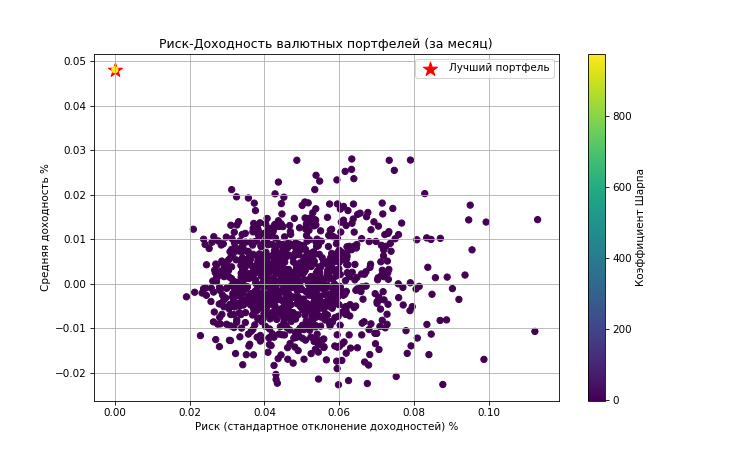 Риск-Доходность валютных портфелей (за месяц)
Лучший портфель
Средняя доходность %
0.05
0.04
0.03
0.02
0.01
0.00
−0.01
−0.02
0.00 0.02 0.04 0.06 0.08 0.10
Риск (стандартное отклонение доходностей) %
800
600
400
200
0
Коэффициент Шарпа